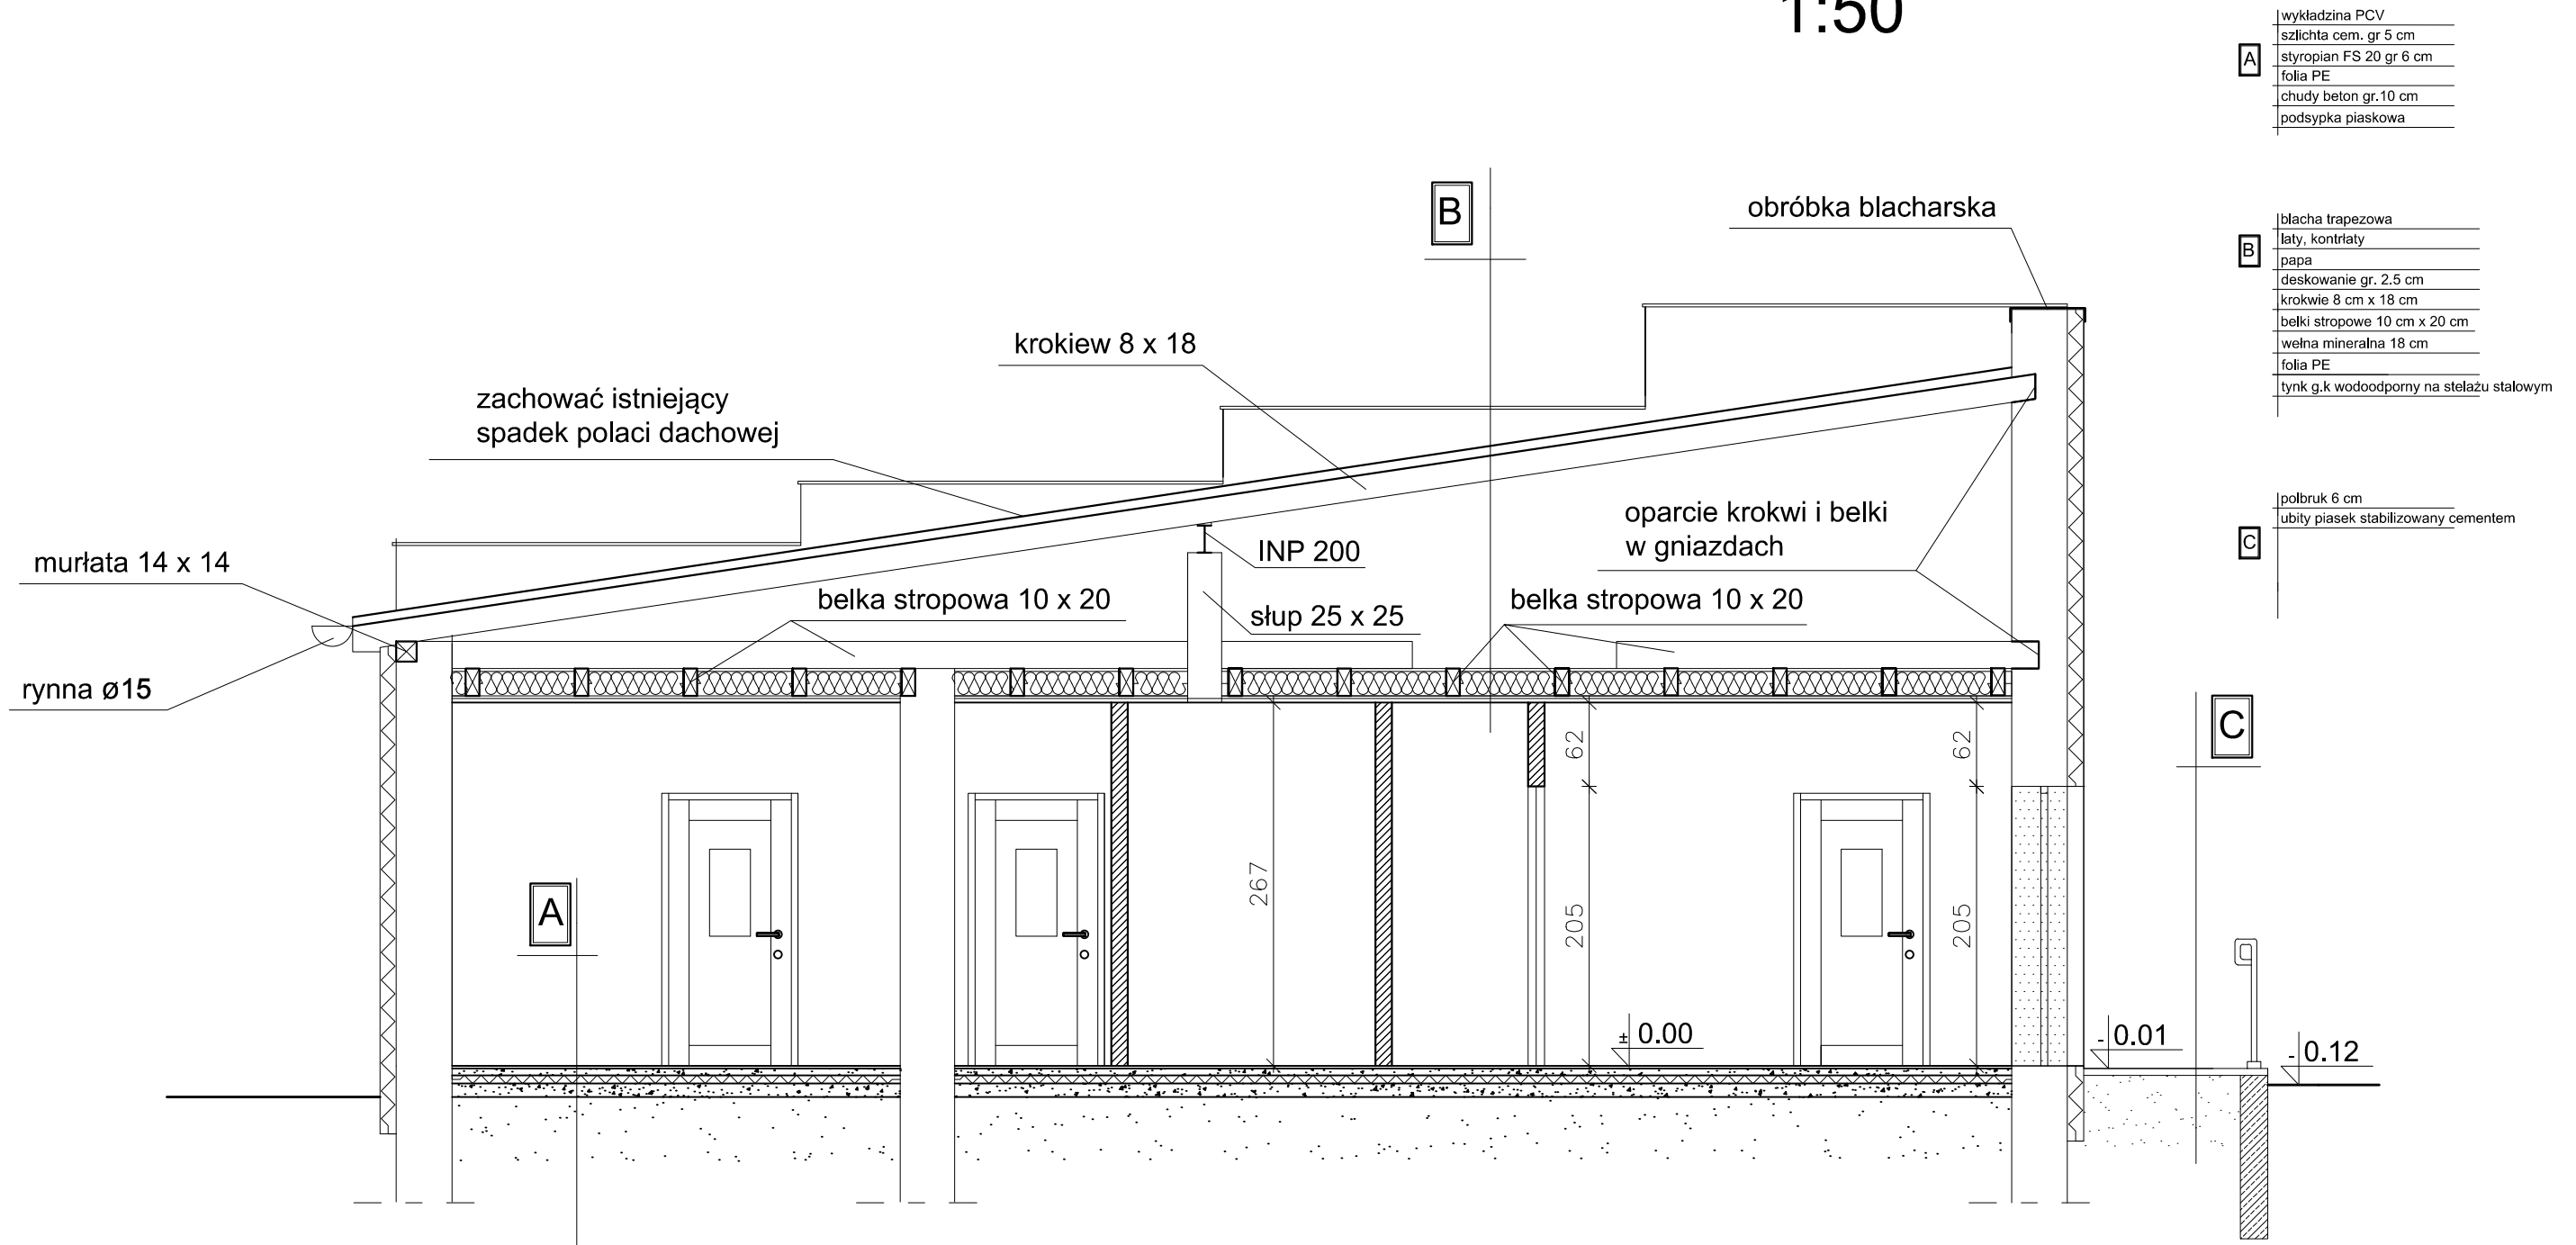 1:50
wykładzina PCV
szlichta cem. gr 5 cm
A
styropian FS 20 gr 6 cm
folia PE
chudy beton gr.10 cm
podsypka piaskowa
B
obróbka blacharska
blacha trapezowa
łaty, kontrłaty
B
papa
deskowanie gr. 2.5 cm
krokwie 8 cm x 18 cm
belki stropowe 10 cm x 20 cm
wełna mineralna 18 cm
folia PE
tynk g.k wodoodporny na stelażu stalowym
krokiew 8 x 18
zachować istniejący
spadek polaci dachowej
polbruk 6 cm
ubity piasek stabilizowany cementem
C
oparcie krokwi i belki
w gniazdach
murłata 14 x 14
INP 200
belka stropowa 10 x 20
słup 25 x 25
belka stropowa 10 x 20
rynna ø15
C
62
62
267
205
205
A
± 0.00
- 0.01
- 0.12